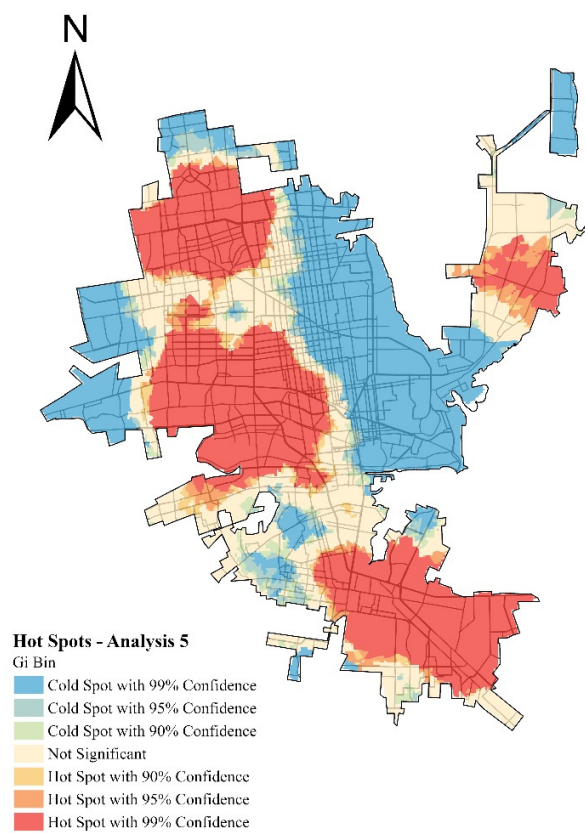 N
Hot Spots - Analysis 5
Gi Bin
Cold Spot with 99% Confidence
Cold Spot with 95% Confidence
Cold Spot with 90% Confidence
Not Significant
Hot Spot with 90% Confidence
Hot Spot with 95% Confidence
Hot Spot with 99% Confidence